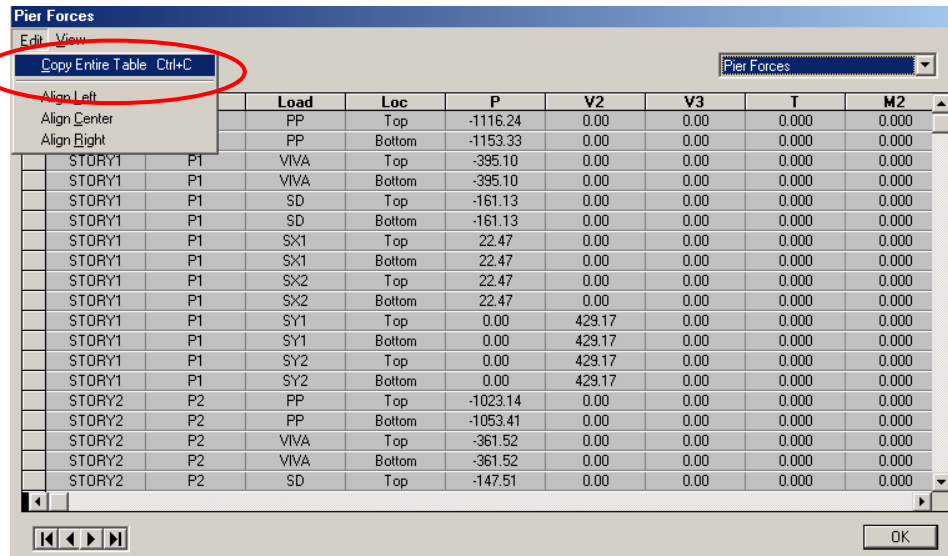 Pier Forces
Edit View
Copy Entire Table Ctrl+C
Pier Forces
Align Left
Load Loc P V2 V3 T M2
Align Center
PP Top -1116.24 0.00 0.00 0.000 0.000
Align Right
PP Bottom -1153.33 0.00 0.00 0.000 0.000
STORY1 P1 VIVA Top -395.10 0.00 0.00 0.000 0.000
STORY1 P1 VIVA Bottom -395.10 0.00 0.00 0.000 0.000
STORY1 P1 SD Top -161.13 0.00 0.00 0.000 0.000
STORY1 P1 SD Bottom -161.13 0.00 0.00 0.000 0.000
STORY1 P1 SX1 Top 22.47 0.00 0.00 0.000 0.000
STORY1 P1 SX1 Bottom 22.47 0.00 0.00 0.000 0.000
STORY1 P1 SX2 Top 22.47 0.00 0.00 0.000 0.000
STORY1 P1 SX2 Bottom 22.47 0.00 0.00 0.000 0.000
STORY1 P1 SY1 Top 0.00 429.17 0.00 0.000 0.000
STORY1 P1 SY1 Bottom 0.00 429.17 0.00 0.000 0.000
STORY1 P1 SY2 Top 0.00 429.17 0.00 0.000 0.000
STORY1 P1 SY2 Bottom 0.00 429.17 0.00 0.000 0.000
STORY2 P2 PP Top -1023.14 0.00 0.00 0.000 0.000
STORY2 P2 PP Bottom -1053.41 0.00 0.00 0.000 0.000
STORY2 P2 VIVA Top -361.52 0.00 0.00 0.000 0.000
STORY2 P2 VIVA Bottom -361.52 0.00 0.00 0.000 0.000
STORY2 P2 SD Top -147.51 0.00 0.00 0.000 0.000
OK